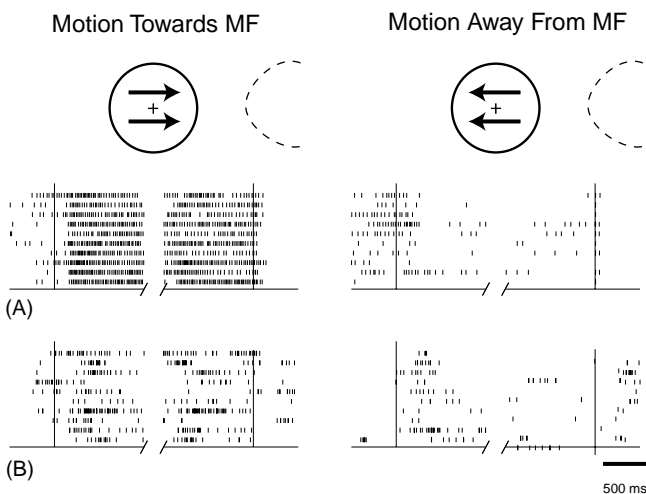 Motion Towards MF
Motion Away From MF
(A)
(B)
500 ms